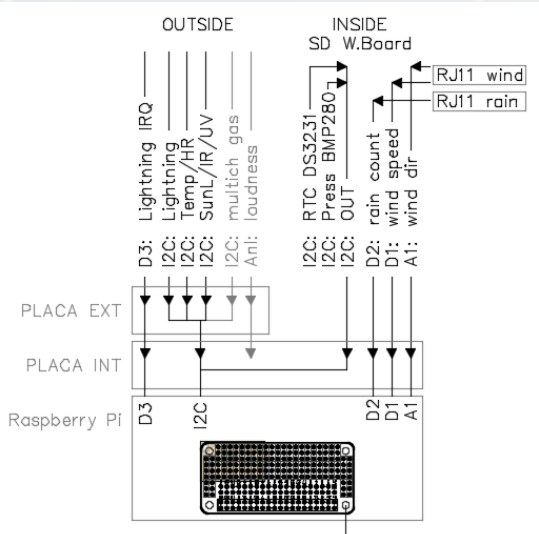 OUTSIDE
INSIDE
SD W.Board
RJ11 wind
RJ11 rain
D3: Lightning IRQ
I2C: Lightning
I2C: Temp/HR
I2C: SunL/IR/UV
I2C: multich gas
Anl: loudness
I2C: RTC DS3231
I2C: Press BMP280
I2C: OUT
D2: rain count
D1: wind speed
A1: wind dir
PLACA EXT
PLACA INT
Raspberry Pi
D3
I2C
D2
D1
A1